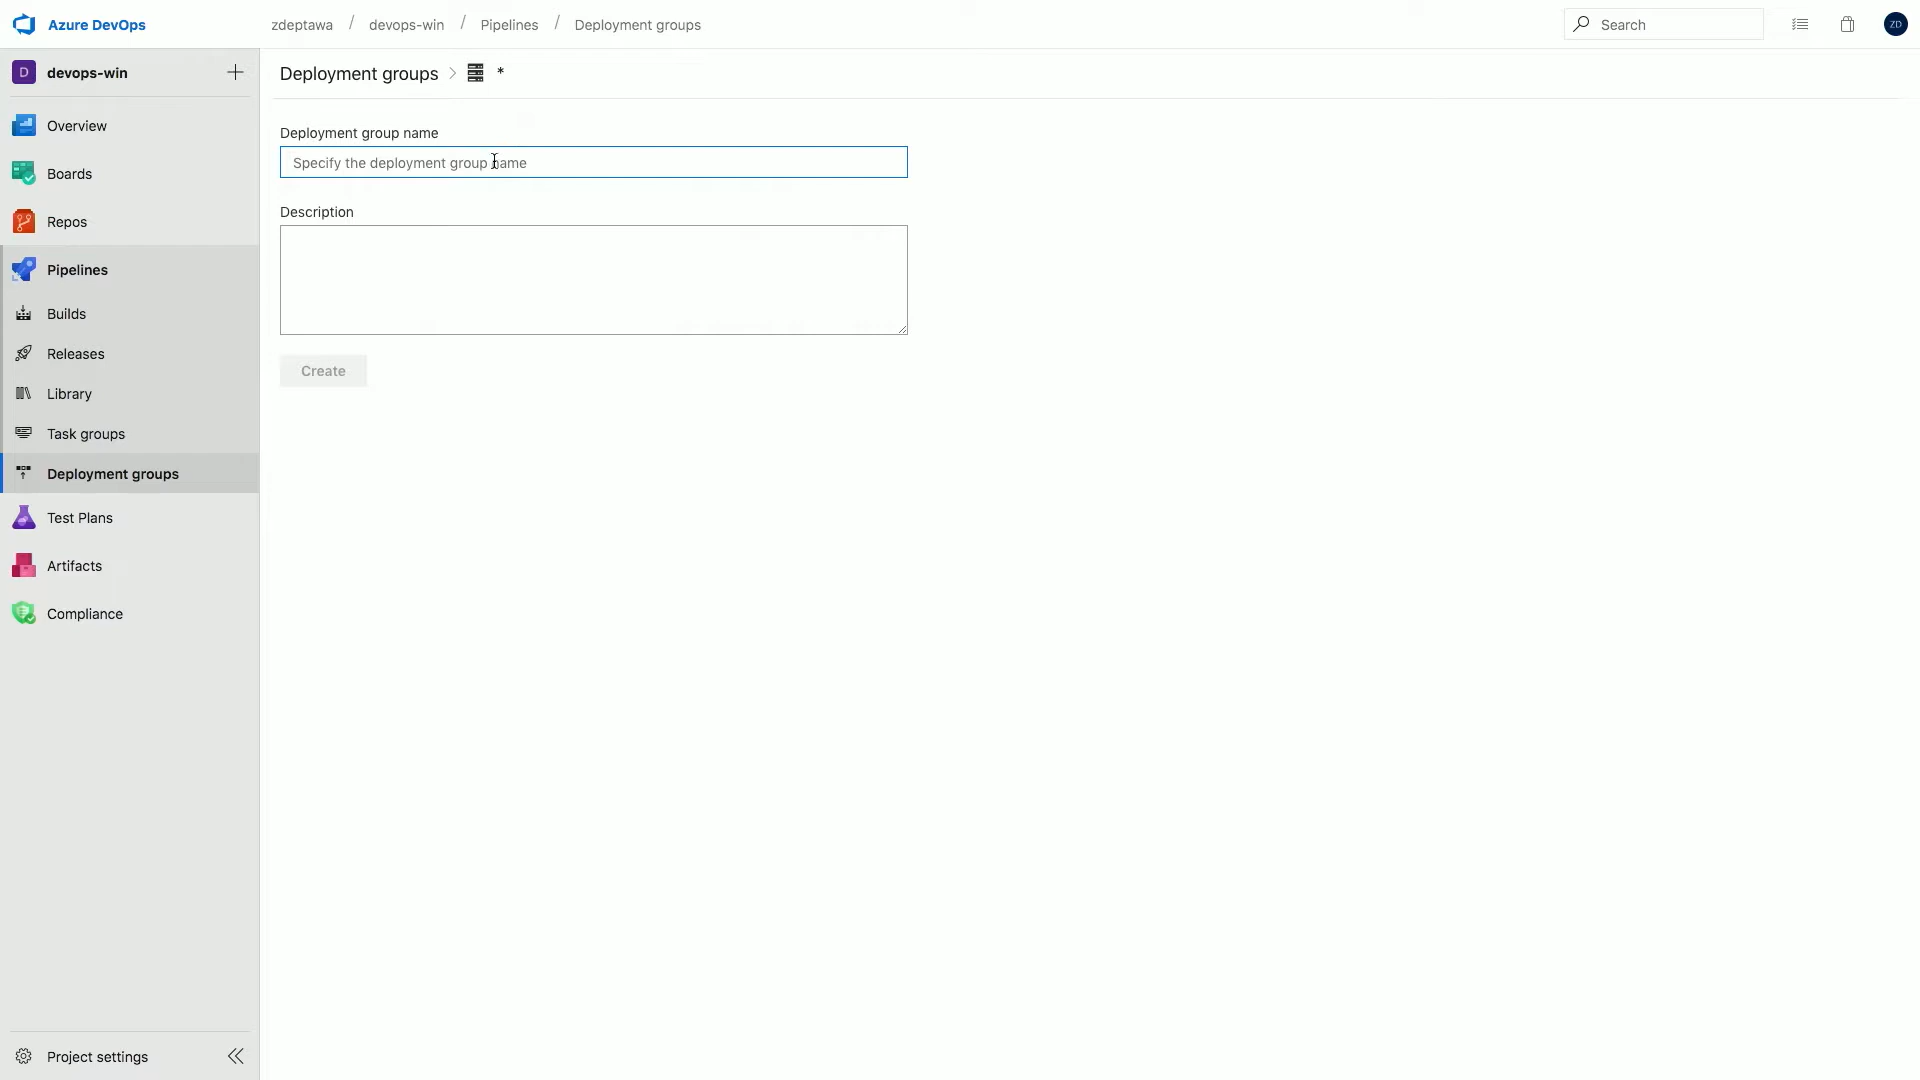 Azure DevOps
zdeptawa / devops-win / Pipelines / Deployment groups
Search
ZD
D devops-win
Deployment groups > *
Overview
Boards
Repos
Pipelines
Builds
Releases
Library
Task groups
Deployment groups
Test Plans
Artifacts
Compliance
Project settings
Deployment group name
Specify the deployment group name
Description
Create